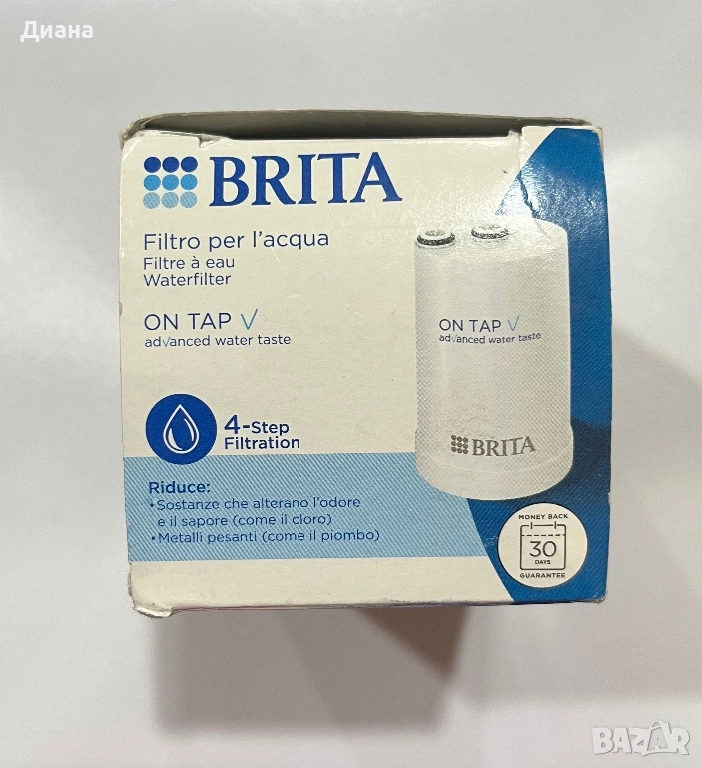 Диана
BRITA
Filtro per l'acqua
Filtre à eau
Waterfilter
ON TAP V
advanced water taste
4-Step
Filtration
Riduce:
•Sostanze che alterano l'odore
e il sapore (come il cloro)
•Metalli pesanti (come il piombo)
ON TAP V
advanced water taste
BRITA
MONEY BACK
30
DAYS
GUARANTEE
BAZAR